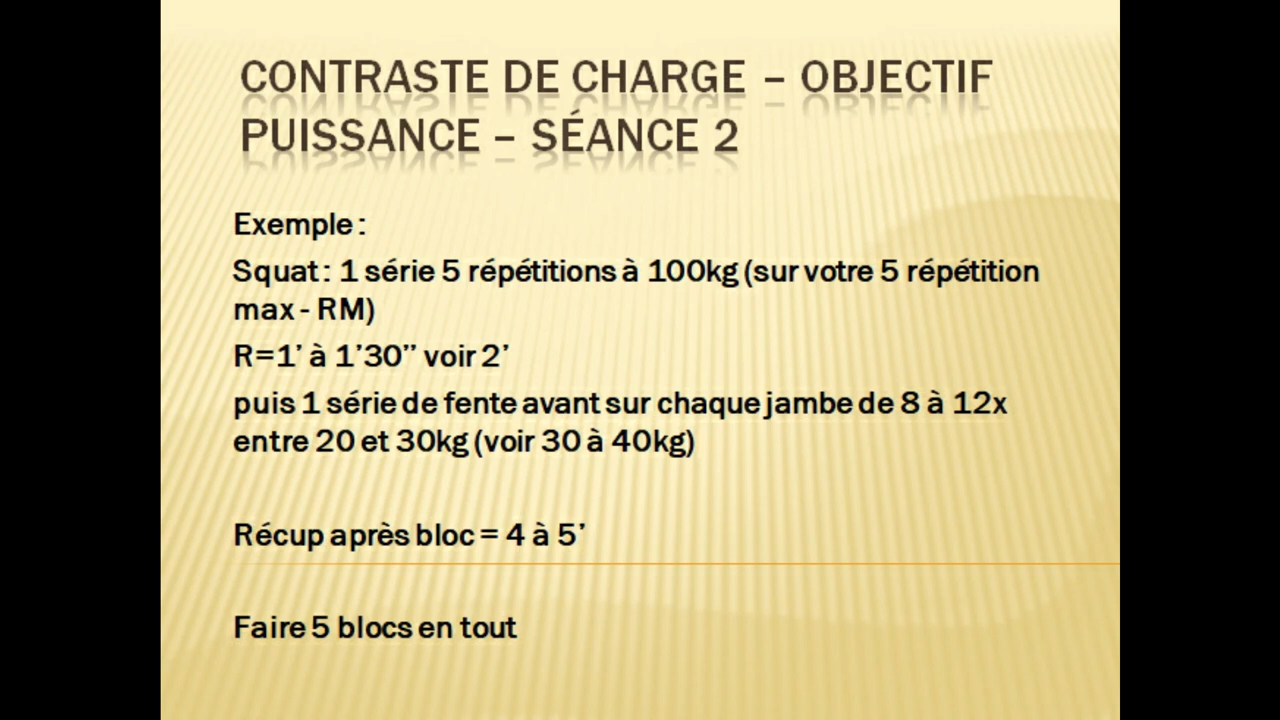 CONTRASTE DE CHARGE – OBJECTIF
PUISSANCE – SÉANCE 2
Exemple :
Squat : 1 série 5 répétitions à 100kg (sur votre 5 répétition
max - RM)
R=1’ à 1’30’’ voir 2’
puis 1 série de fente avant sur chaque jambe de 8 à 12x
entre 20 et 30kg (voir 30 à 40kg)
Récup après bloc = 4 à 5’
Faire 5 blocs en tout